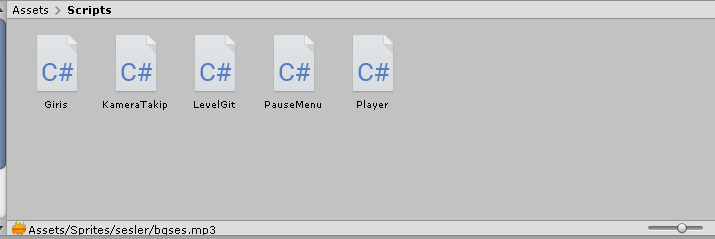 Assets > Scripts
C# C# C# C# C#
Giris KameraTakip LevelGit PauseMenu Player
Assets/Sprites/sesler/bgses.mp3